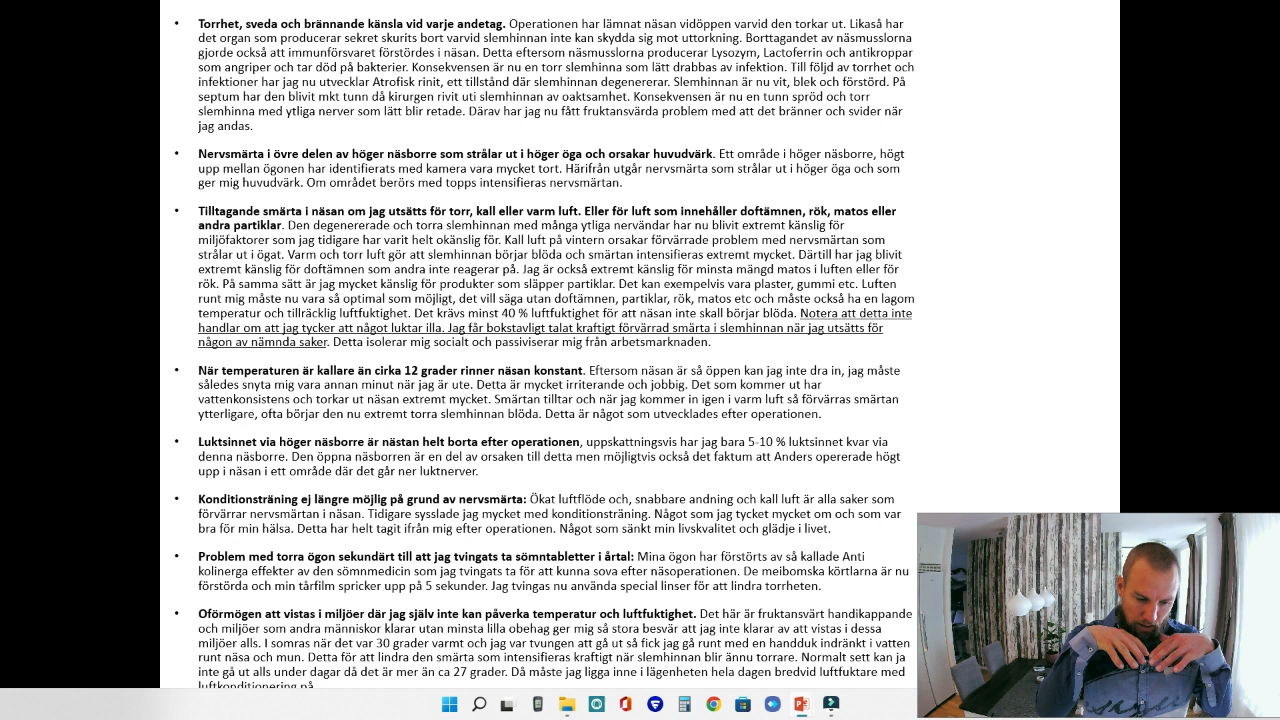 • Torrhet, sveda och brännande känsla vid varje andetag. Operationen har lämnat näsan vidöppen varvid den torkar ut. Likaså har
det organ som producerar sekret skurits bort varvid slemhinnan inte kan skydda sig mot uttorkning. Borttagandet av näsmusslorna
gjorde också att immunförsvaret förstördes i näsan. Detta eftersom näsmusslorna producerar Lysozym, Lactoferrin och antikroppar
som angriper och tar död på bakterier. Konsekvensen är nu en torr slemhinna som lätt drabbas av infektion. Till följd av torrhet och
infektioner har jag nu utvecklar Atrofisk rinit, ett tillstånd där slemhinnan degenererar. Slemhinnan är nu vit, blek och förstörd. På
septum har den blivit mkt tunn då kirurgen rivit uti slemhinnan av oaktsamhet. Konsekvensen är nu en tunn spröd och torr
slemhinna med ytliga nerver som lätt blir retade. Därav har jag nu fått fruktansvärda problem med att det bränner och svider när
jag andas.
• Nervsmärta i övre delen av höger näsborre som strålar ut i höger öga och orsakar huvudvärk. Ett område i höger näsborre, högt
upp mellan ögonen har identifierats med kamera vara mycket tort. Härifrån utgår nervsmärta som strålar ut i höger öga och som
ger mig huvudvärk. Om området berörs med topps intensifieras nervsmärtan.
• Tilltagande smärta i näsan om jag utsätts för torr, kall eller varm luft. Eller för luft som innehåller doftämnen, rök, matos eller
andra partiklar. Den degenererade och torra slemhinnan med många ytliga nervändar har nu blivit extremt känslig för
miljöfaktorer som jag tidigare har varit helt okänslig för. Kall luft på vintern orsakar förvärrade problem med nervsmärtan som
strålar ut i ögat. Varm och torr luft gör att slemhinnan börjar blöda och smärtan intensifieras extremt mycket. Därtill har jag blivit
extremt känslig för doftämnen som andra inte reagerar på. Jag är också extremt känslig för minsta mängd matos i luften eller för
rök. På samma sätt är jag mycket känslig för produkter som släpper partiklar. Det kan exempelvis vara plaster, gummi etc. Luften
runt mig måste nu vara så optimal som möjligt, det vill säga utan doftämnen, partiklar, rök, matos etc och måste också ha en lagom
temperatur och tillräcklig luftfuktighet. Det krävs minst 40 % luftfuktighet för att näsan inte skall börjar blöda. Notera att detta inte
handlar om att jag tycker att något luktar illa. Jag får bokstavligt talat kraftigt förvärrad smärta i slemhinnan när jag utsätts för
någon av nämnda saker. Detta isolerar mig socialt och passiviserar mig från arbetsmarknaden.
• När temperaturen är kallare än cirka 12 grader rinner näsan konstant. Eftersom näsan är så öppen kan jag inte dra in, jag måste
således snyta mig vara annan minut när jag är ute. Detta är mycket irriterande och jobbig. Det som kommer ut har
vattenkonsistens och torkar ut näsan extremt mycket. Smärtan tilltar och när jag kommer in igen i varm luft så förvärras smärtan
ytterligare, ofta börjar den nu extremt torra slemhinnan blöda. Detta är något som utvecklades efter operationen.
• Luktsinnet via höger näsborre är nästan helt borta efter operationen, uppskattningsvis har jag bara 5-10 % luktsinnet kvar via
denna näsborre. Den öppna näsborren är en del av orsaken till detta men möjligtvis också det faktum att Anders opererade högt
upp i näsan i ett område där det går ner luktnerver.
• Konditionsträning ej längre möjlig på grund av nervsmärta: Ökat luftflöde och, snabbare andning och kall luft är alla saker som
förvärrar nervsmärtan i näsan. Tidigare sysslade jag mycket med konditionsträning. Något som jag tycket mycket om och som var
bra för min hälsa. Detta har helt tagit ifrån mig efter operationen. Något som sänkt min livskvalitet och glädje i livet.
• Problem med torra ögon sekundärt till att jag tvingats ta sömntabletter i årtal: Mina ögon har förstörts av så kallade Anti
kolinerga effekter av den sömnmedicin som jag tvingats ta för att kunna sova efter näsoperationen. De meibomska körtlarna är nu
förstörda och min tårfilm spricker upp på 5 sekunder. Jag tvingas nu använda special linser för att lindra torrheten.
• Oförmögen att vistas i miljöer där jag själv inte kan påverka temperatur och luftfuktighet. Det här är fruktansvärt handikappande
och miljöer som andra människor klarar utan minsta lilla obehag ger mig så stora besvär att jag inte klarar av att vistas i dessa
miljöer alls. I somras när det var 30 grader varmt och jag var tvungen att gå ut så fick jag gå runt med en handduk indränkt i vatten
runt näsa och mun. Detta för att lindra den smärta som intensifieras kraftigt när slemhinnan blir ännu torrare. Normalt sett kan ja
inte gå ut alls under dagar då det er mer än ca 27 grader. Då måste jag ligga inne i lägenheten hela dagen bredvid luftfuktare med
luftkonditionering på.